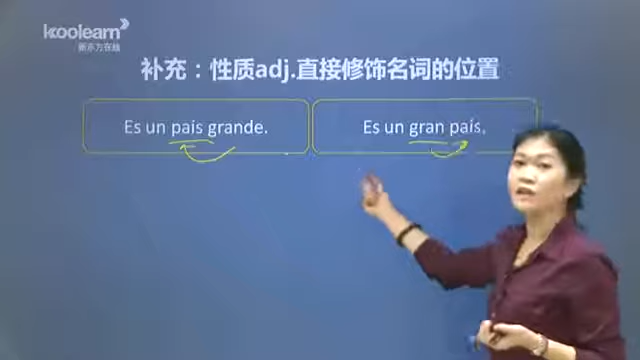 koolearn
新东方在线
补充：性质adj.直接修饰名词的位置
Es un país grande.
Es un gran país.